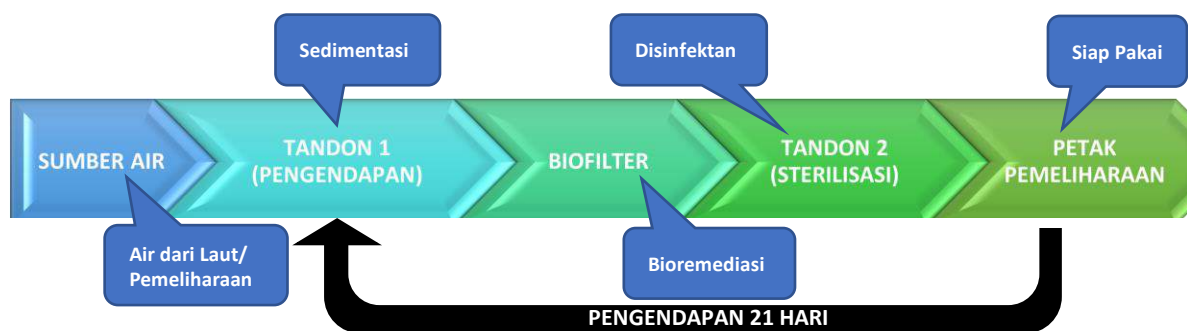 Sedimentasi
Disinfektan
Siap Pakai
SUMBER AIR
TANDON 1
(PENGENDAPAN)
BIOFILTER
TANDON 2
(STERILISASI)
PETAK
PEMELIHARAAN
Air dari Laut/
Pemeliharaan
Bioremediasi
PENGENDAPAN 21 HARI